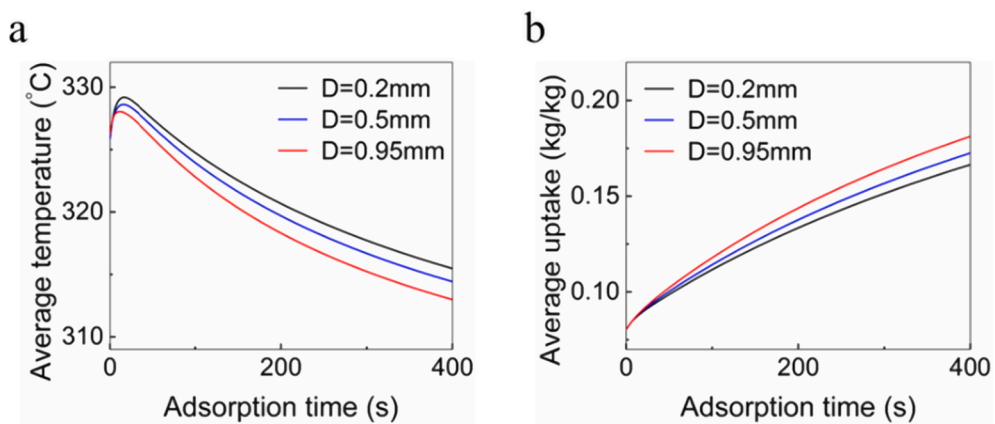 a
Average temperature (°C)
330
320
310
D=0.2mm
D=0.5mm
D=0.95mm
0
200
400
Adsorption time (s)
b
Average uptake (kg/kg)
0.20
0.15
0.10
D=0.2mm
D=0.5mm
D=0.95mm
0
200
400
Adsorption time (s)